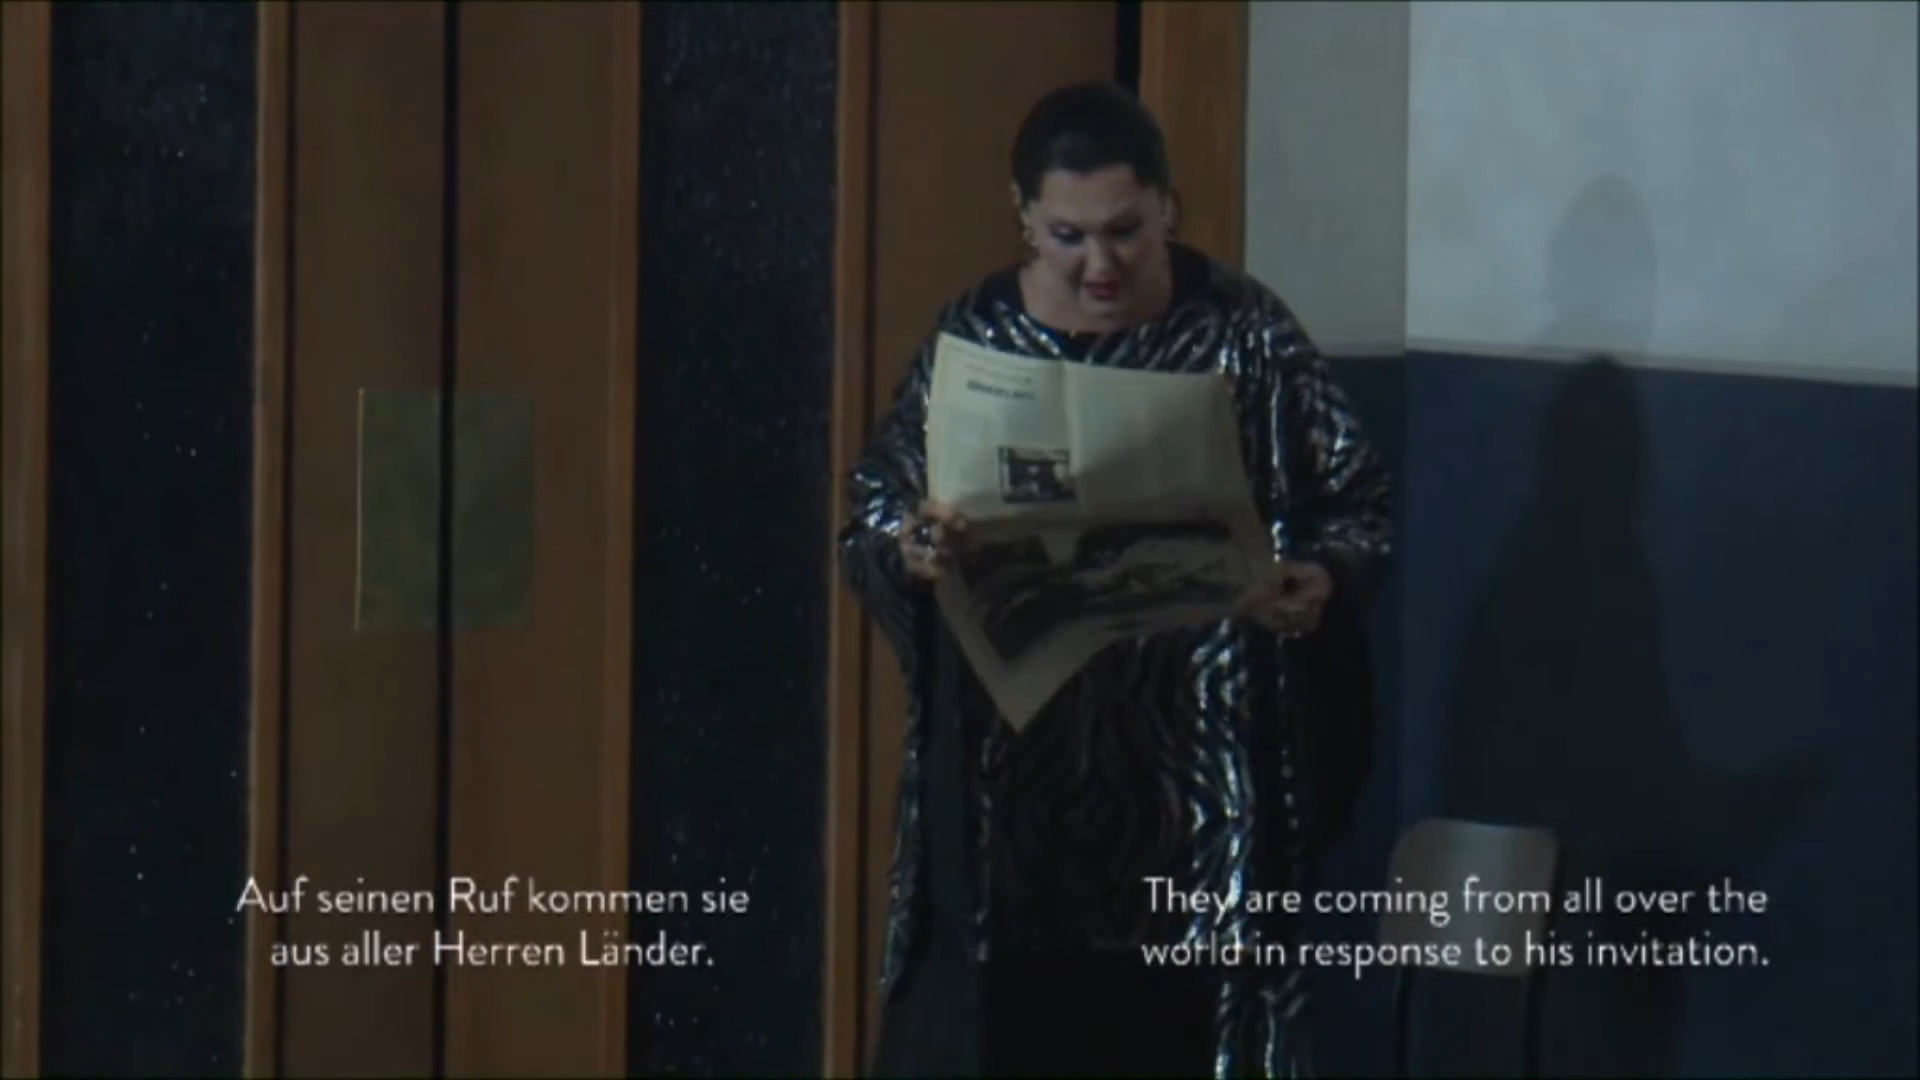 Auf seinen Ruf kommen sie
aus aller Herren Länder.
They are coming from all over the
world in response to his invitation.